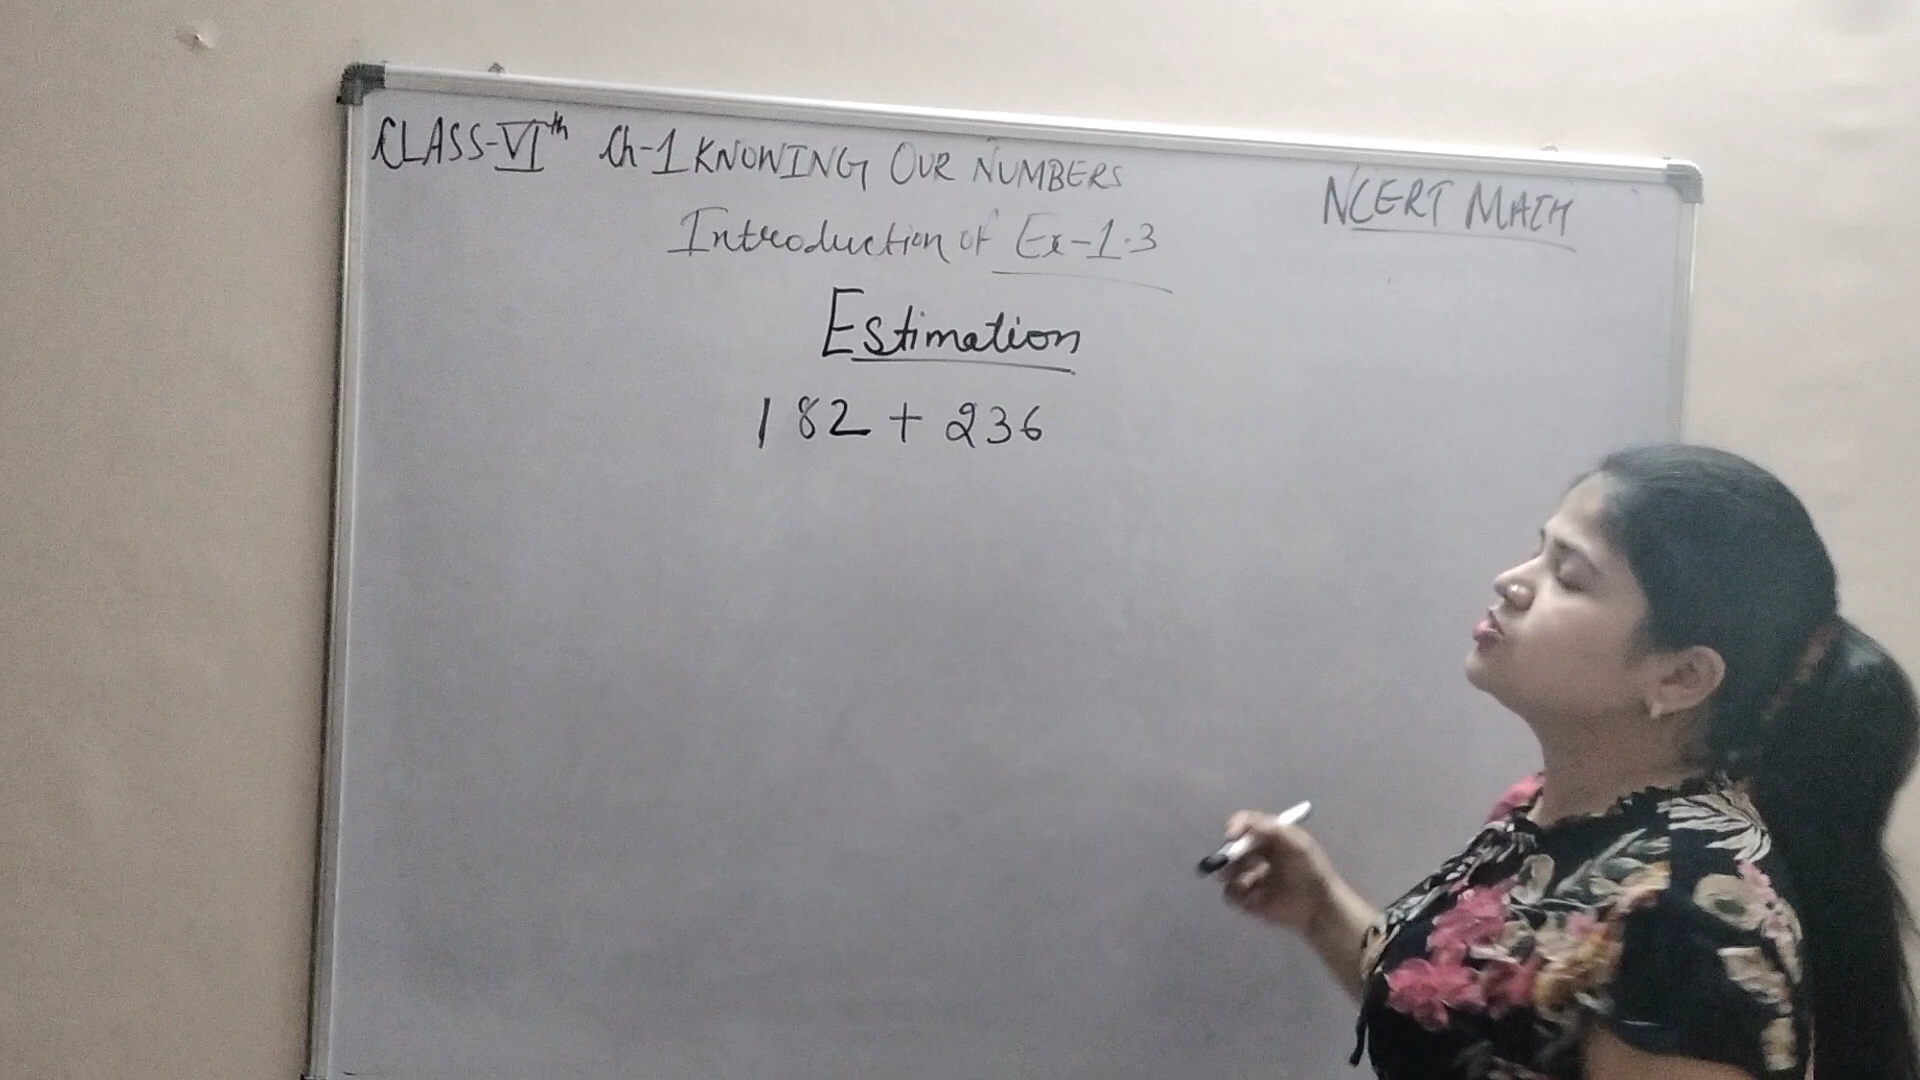 CLASS-VIth Ch-1 KNOWING OUR NUMBERS
NCERT MATH
Introduction of Ex-1.3
Estimation
182 + 236